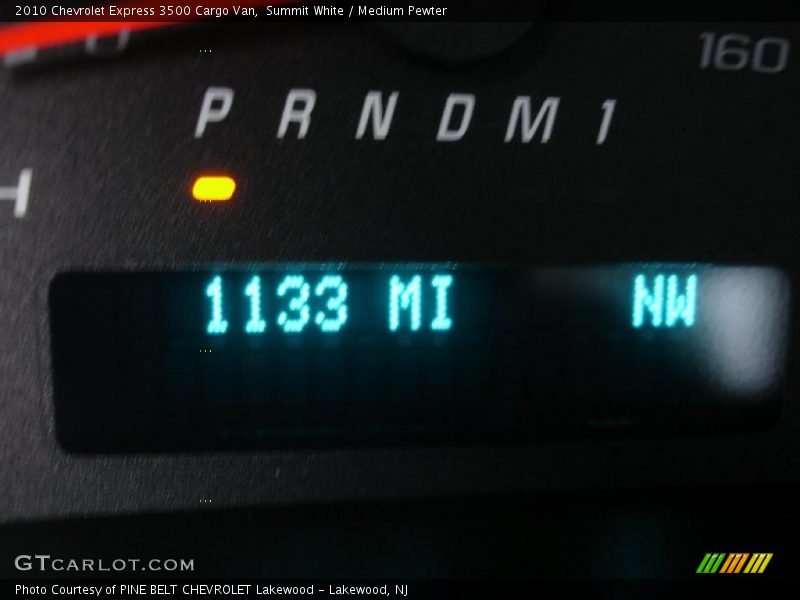 2010 Chevrolet Express 3500 Cargo Van, Summit White / Medium Pewter
0
160
P R N D M 1
H
1133 MI NW
GTCARLOT.COM
Photo Courtesy of PINE BELT CHEVROLET Lakewood - Lakewood, NJ